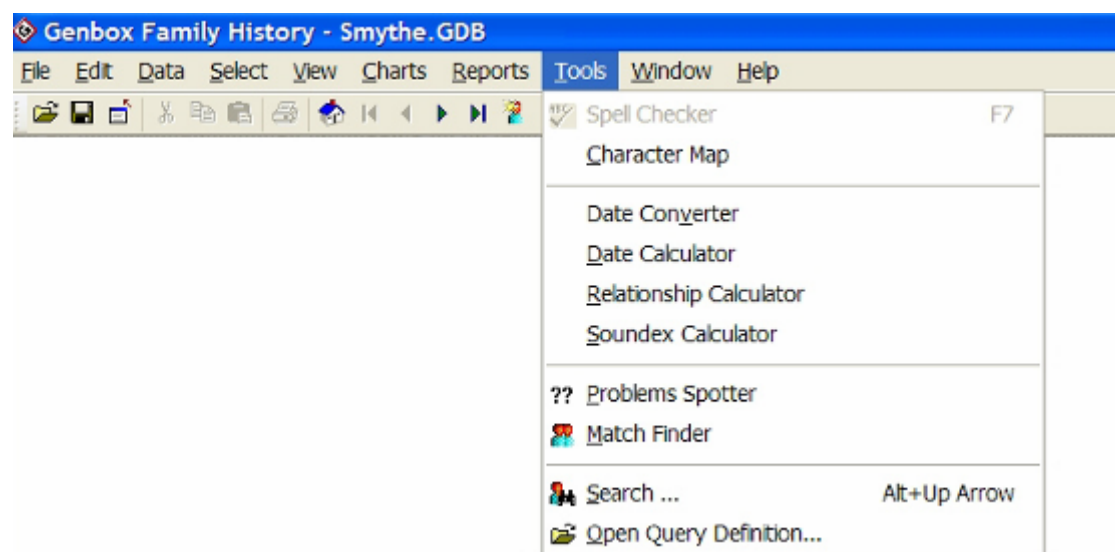 Genbox Family History - Smythe.GDB
File Edit Data Select View Charts Reports Tools Window Help
Spell Checker F7
Character Map
Date Converter
Date Calculator
Relationship Calculator
Soundex Calculator
?? Problems Spotter
Match Finder
Search ... Alt+Up Arrow
Open Query Definition...